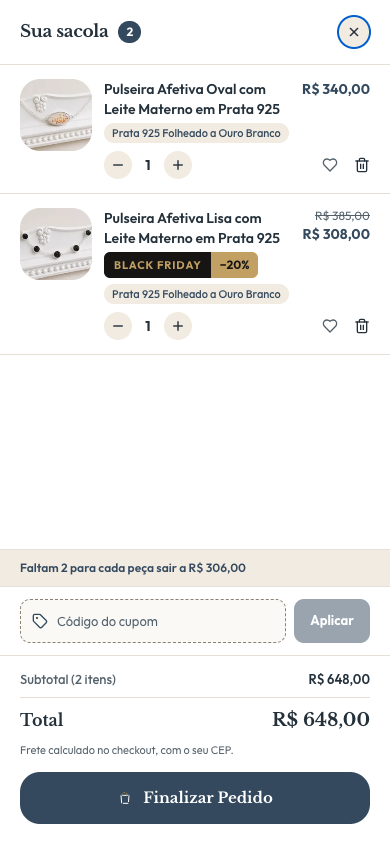 Sua sacola 2
Pulseira Afetiva Oval com
Leite Materno em Prata 925
R$ 340,00
Prata 925 Folheado a Ouro Branco
1
Pulseira Afetiva Lisa com
Leite Materno em Prata 925
R$ 385,00
R$ 308,00
BLACK FRIDAY −20%
Prata 925 Folheado a Ouro Branco
1
Faltam 2 para cada peça sair a R$ 306,00
Código do cupom
Aplicar
Subtotal (2 itens) R$ 648,00
Total R$ 648,00
Frete calculado no checkout, com o seu CEP.
Finalizar Pedido